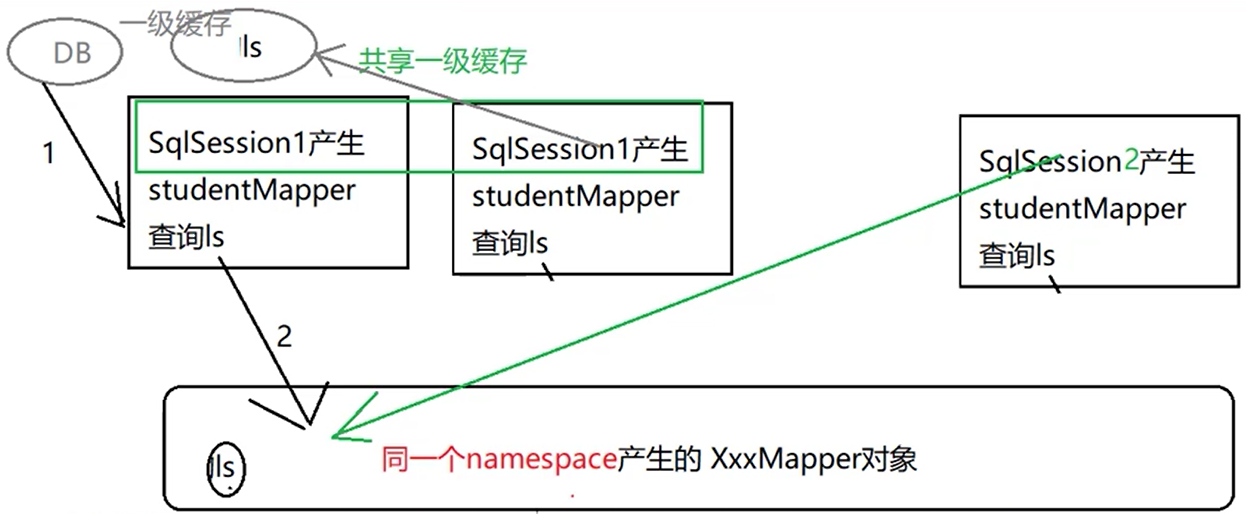 一级缓存
DB
ls
共享一级缓存
1
SqlSession1产生
studentMapper
查询ls
SqlSession1产生
studentMapper
查询ls
SqlSession2产生
studentMapper
查询ls
2
ls
同一个namespace产生的 XxxMapper对象